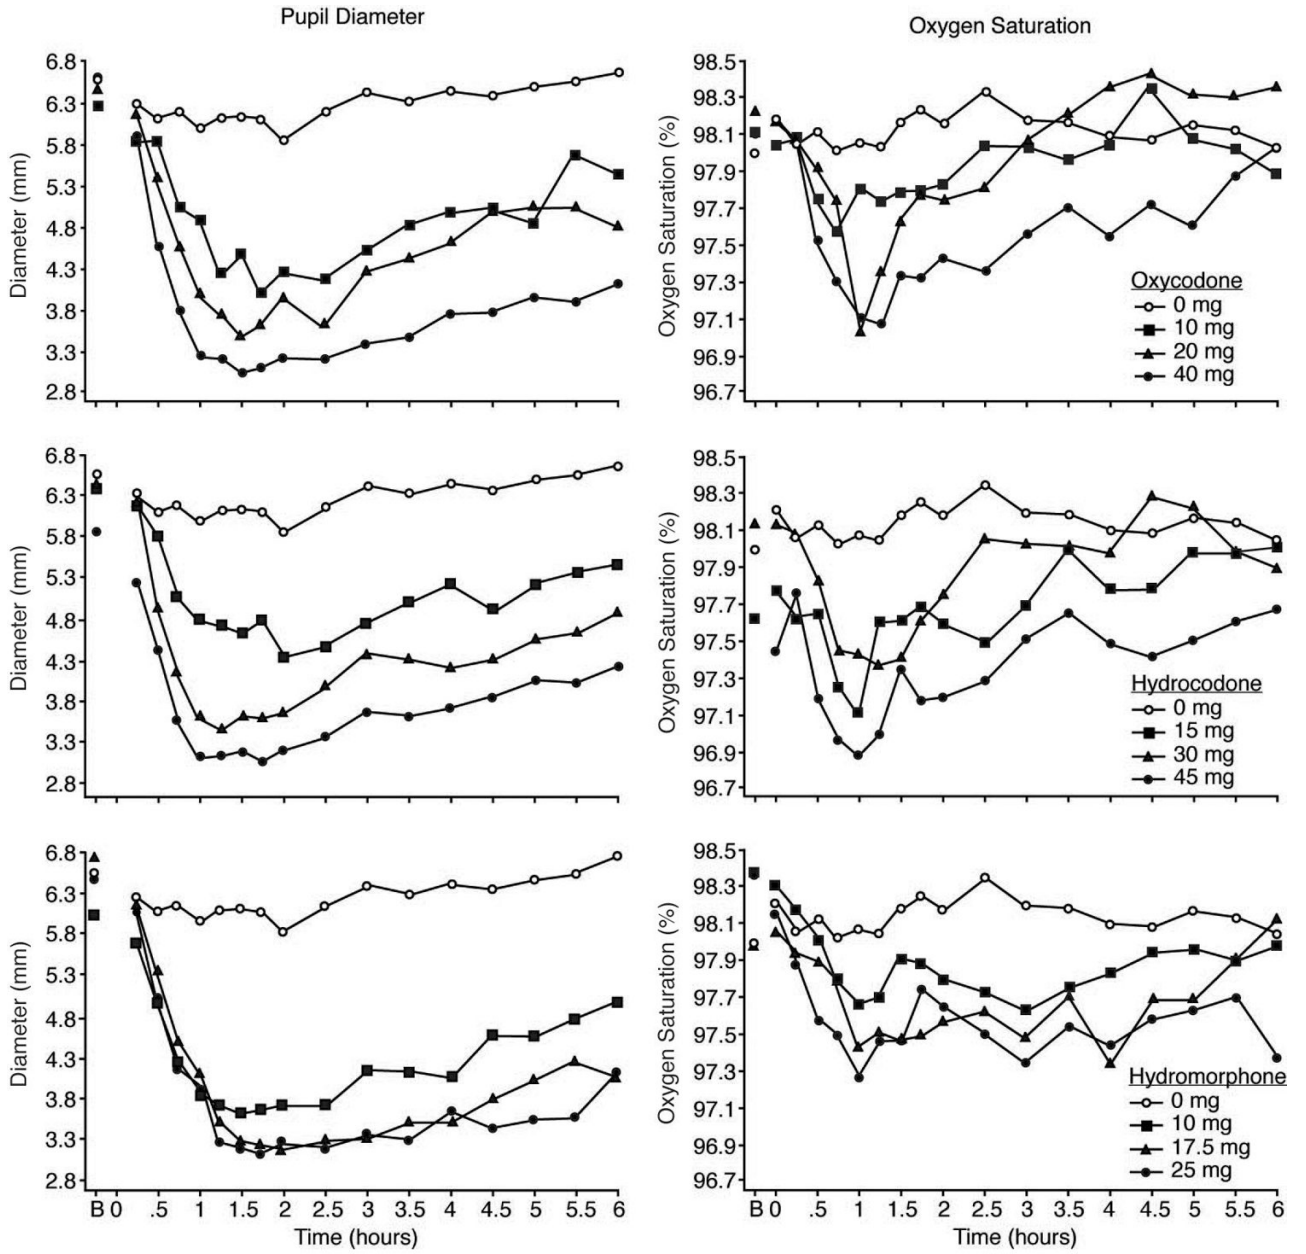 Pupil Diameter
Oxygen Saturation
6.8
6.3
5.8
5.3
4.8
4.3
3.8
3.3
2.8
Diameter (mm)
98.5
98.3
98.1
97.9
97.7
97.5
97.3
97.1
96.9
96.7
Oxygen Saturation (%)
Oxycodone
0 mg
10 mg
20 mg
40 mg
6.8
6.3
5.8
5.3
4.8
4.3
3.8
3.3
2.8
Diameter (mm)
98.5
98.3
98.1
97.9
97.7
97.5
97.3
97.1
96.9
96.7
Oxygen Saturation (%)
Hydrocodone
0 mg
15 mg
30 mg
45 mg
6.8
6.3
5.8
5.3
4.8
4.3
3.8
3.3
2.8
Diameter (mm)
B 0 .5 1 1.5 2 2.5 3 3.5 4 4.5 5 5.5 6
Time (hours)
98.5
98.3
98.1
97.9
97.7
97.5
97.3
97.1
96.9
96.7
Oxygen Saturation (%)
Hydromorphone
0 mg
10 mg
17.5 mg
25 mg
B 0 .5 1 1.5 2 2.5 3 3.5 4 4.5 5 5.5 6
Time (hours)